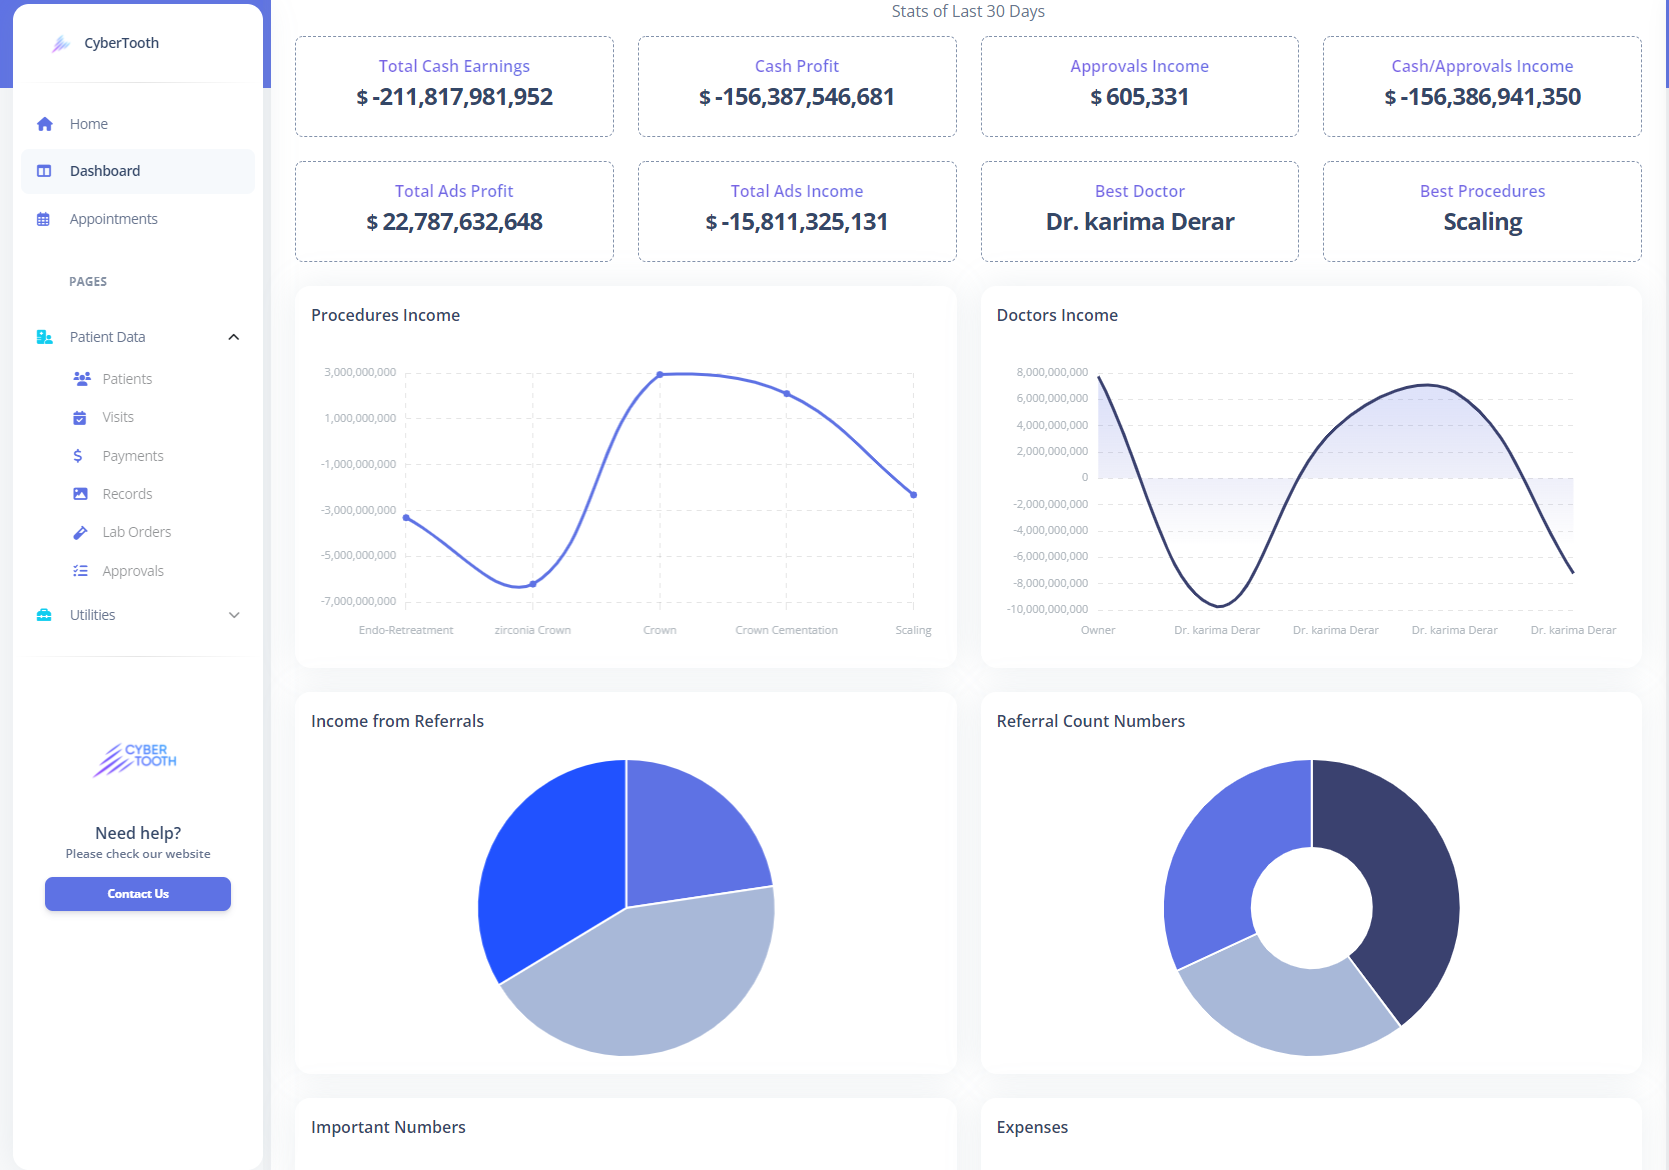 CyberTooth
Home
Dashboard
Appointments
PAGES
Patient Data
Patients
Visits
Payments
Records
Lab Orders
Approvals
Utilities
CYBER
TOOTH
Need help?
Please check our website
Contact Us
Stats of Last 30 Days
Total Cash Earnings
$ -211,817,981,952
Cash Profit
$ -156,387,546,681
Approvals Income
$ 605,331
Cash/Approvals Income
$ -156,386,941,350
Total Ads Profit
$ 22,787,632,648
Total Ads Income
$ -15,811,325,131
Best Doctor
Dr. karima Derar
Best Procedures
Scaling
Procedures Income
3,000,000,000
1,000,000,000
-1,000,000,000
-3,000,000,000
-5,000,000,000
-7,000,000,000
Endo-Retreatment zirconia Crown Crown Crown Cementation Scaling
Doctors Income
8,000,000,000
6,000,000,000
4,000,000,000
2,000,000,000
0
-2,000,000,000
-4,000,000,000
-6,000,000,000
-8,000,000,000
-10,000,000,000
Owner Dr. karima Derar Dr. karima Derar Dr. karima Derar Dr. karima Derar
Income from Referrals
Referral Count Numbers
Important Numbers
Expenses